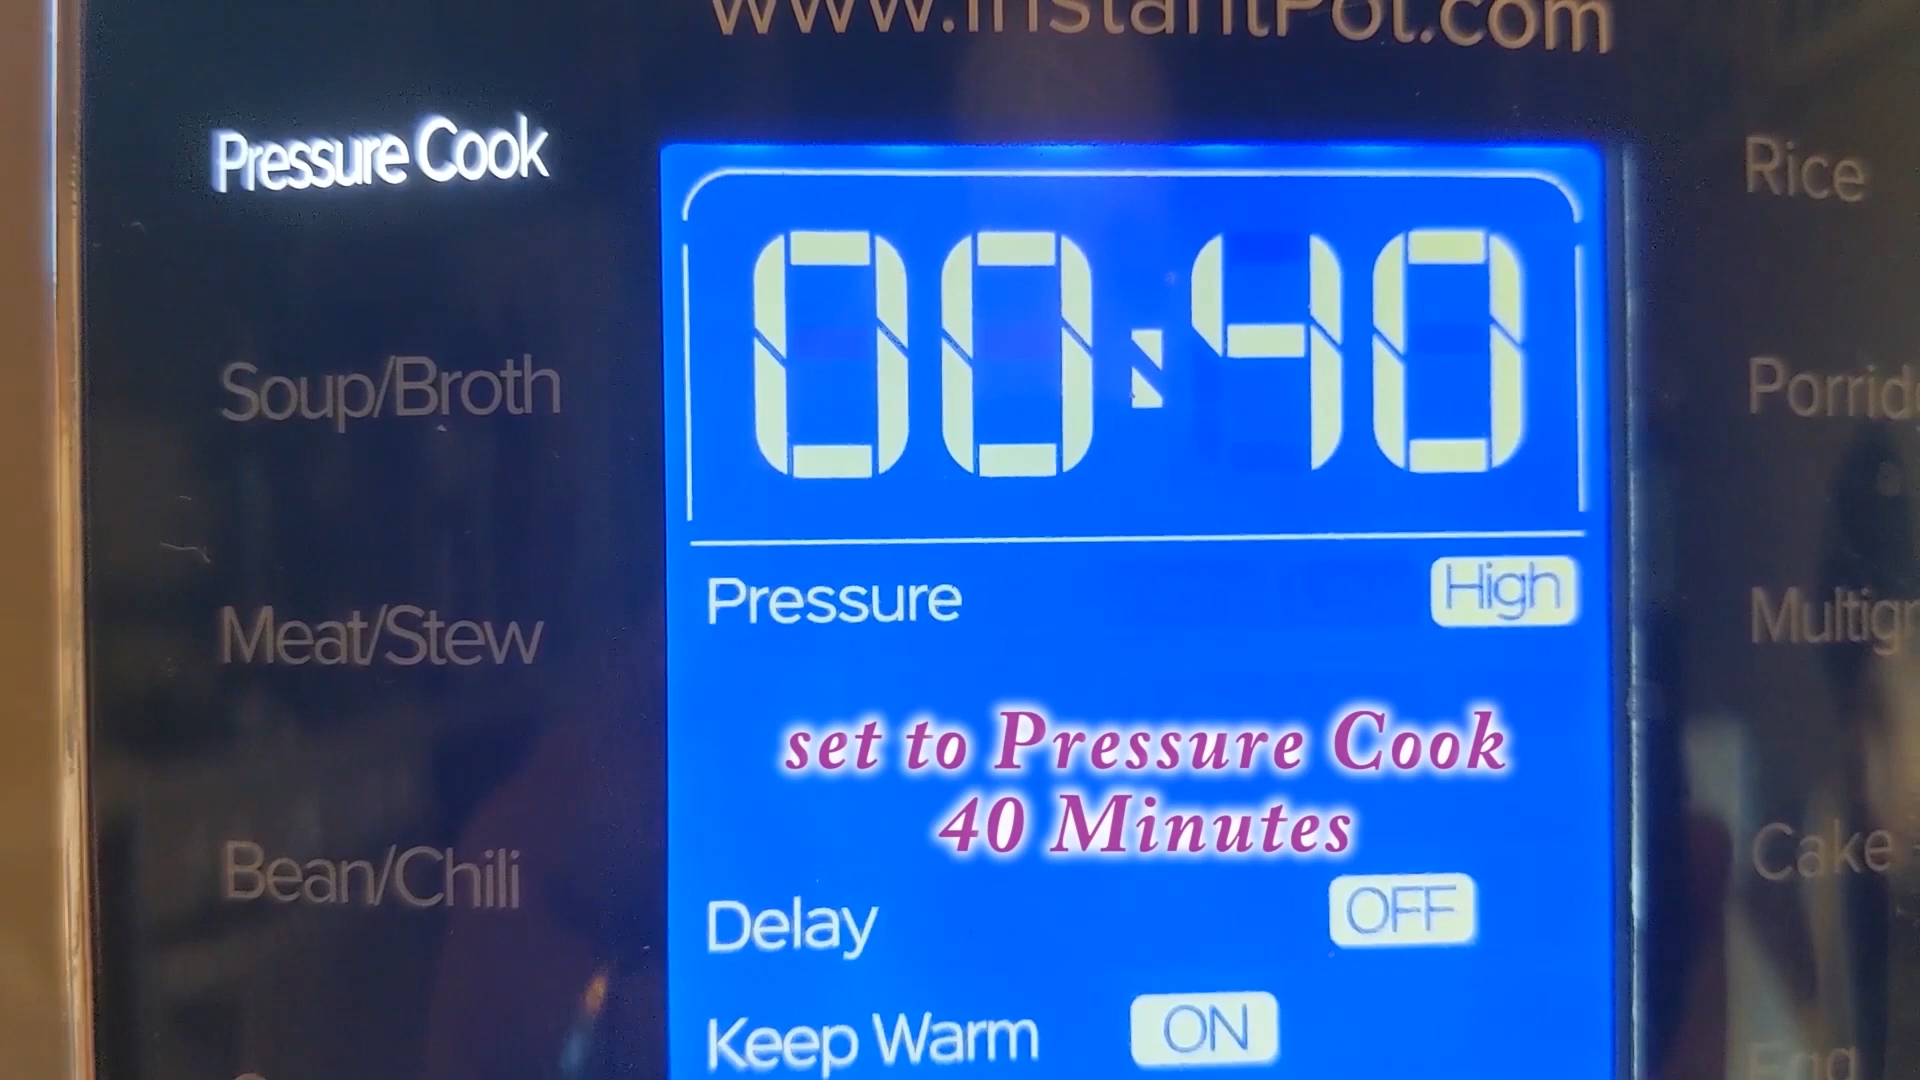 www.InstantPot.com
Pressure Cook
Soup/Broth
Meat/Stew
Bean/Chili
00:40
Pressure High
set to Pressure Cook
40 Minutes
Delay OFF
Keep Warm ON
Rice
Porrid
Multigr
Cake
Egg